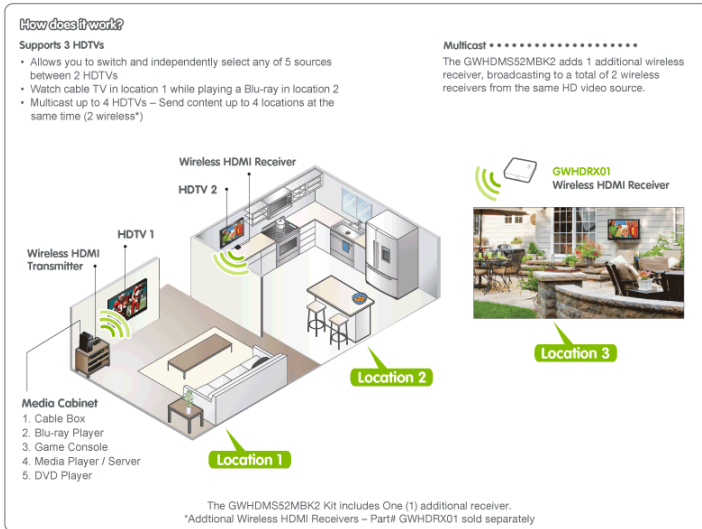 How does it work?
Supports 3 HDTVs
• Allows you to switch and independently select any of 5 sources
between 2 HDTVs
• Watch cable TV in location 1 while playing a Blu-ray in location 2
• Multicast up to 4 HDTVs – Send content up to 4 locations at the
same time (2 wireless*)
Multicast
The GWHDMS52MBK2 adds 1 additional wireless
receiver, broadcasting to a total of 2 wireless
receivers from the same HD video source.
Wireless HDMI Receiver
HDTV 2
HDTV 1
Wireless HDMI
Transmitter
GWHDRX01
Wireless HDMI Receiver
Location 3
Location 2
Location 1
Media Cabinet
1. Cable Box
2. Blu-ray Player
3. Game Console
4. Media Player / Server
5. DVD Player
The GWHDMS52MBK2 Kit includes One (1) additional receiver.
*Addtional Wireless HDMI Receivers – Part# GWHDRX01 sold separately